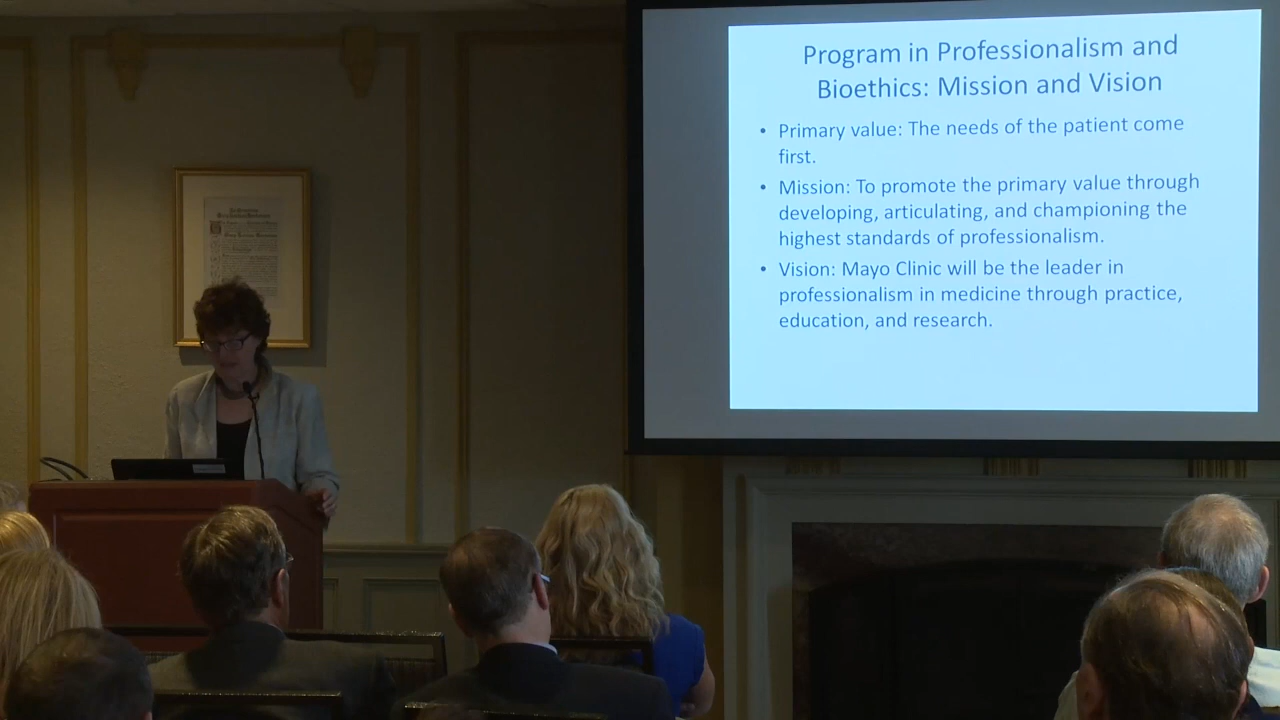 Program in Professionalism and
Bioethics: Mission and Vision
• Primary value: The needs of the patient come
first.
• Mission: To promote the primary value through
developing, articulating, and championing the
highest standards of professionalism.
• Vision: Mayo Clinic will be the leader in
professionalism in medicine through practice,
education, and research.